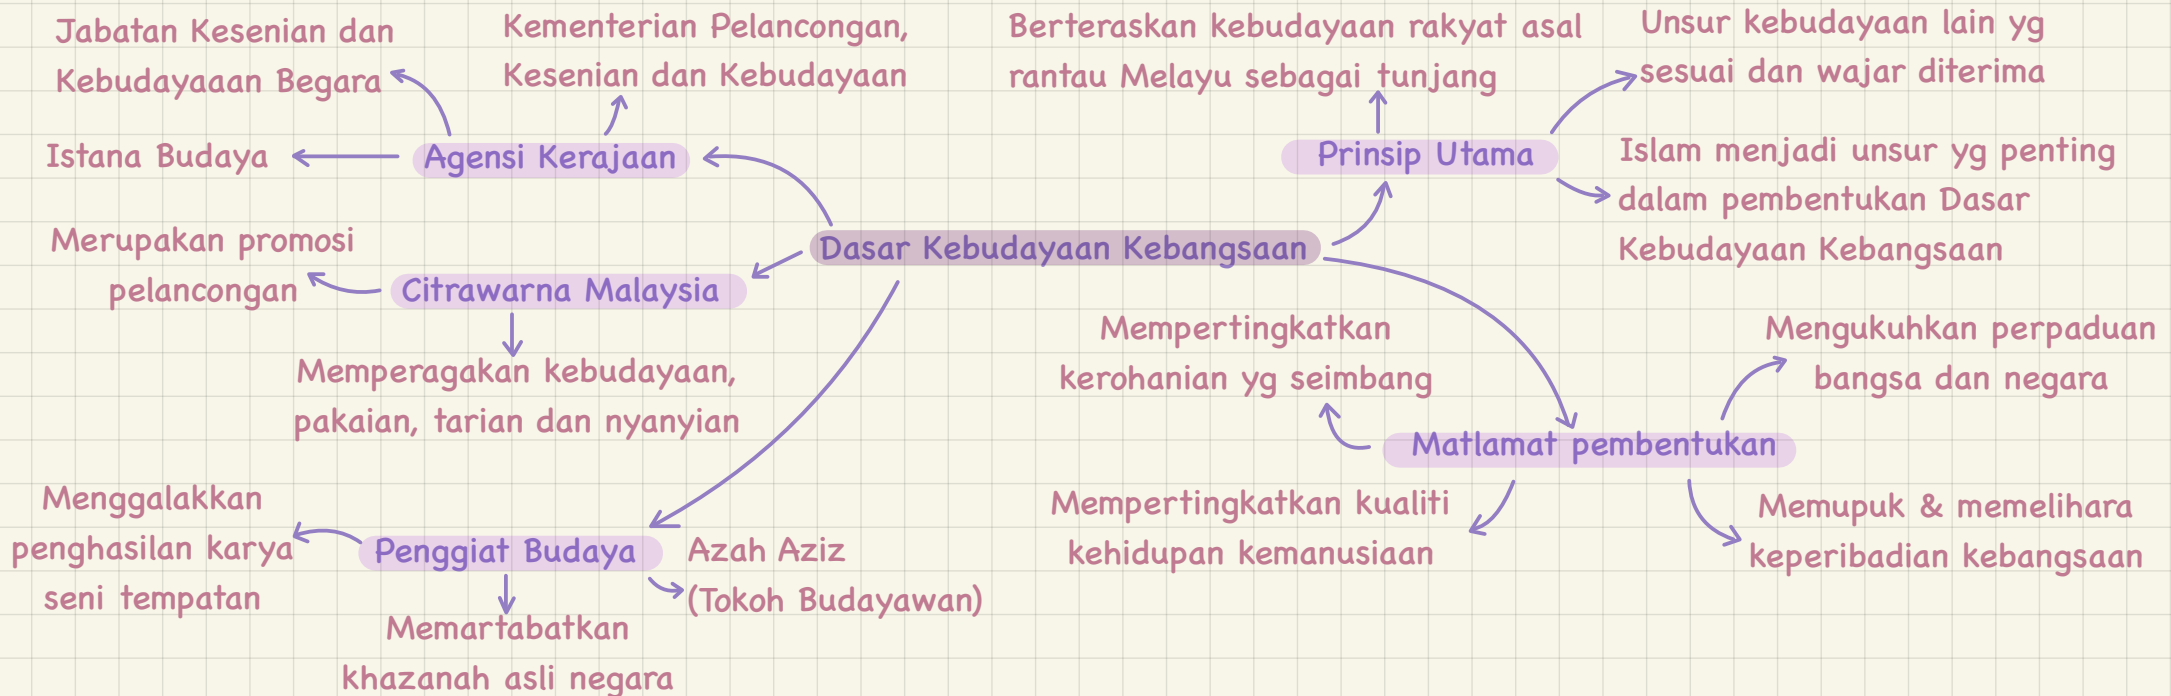 Jabatan Kesenian dan
Kebudayaaan Begara
Kementerian Pelancongan,
Kesenian dan Kebudayaan
Istana Budaya
Agensi Kerajaan
Berteraskan kebudayaan rakyat asal
rantau Melayu sebagai tunjang
Unsur kebudayaan lain yg
sesuai dan wajar diterima
Prinsip Utama
Islam menjadi unsur yg penting
dalam pembentukan Dasar
Kebudayaan Kebangsaan
Dasar Kebudayaan Kebangsaan
Merupakan promosi
pelancongan
Citrawarna Malaysia
Memperagakan kebudayaan,
pakaian, tarian dan nyanyian
Mempertingkatkan
kerohanian yg seimbang
Mengukuhkan perpaduan
bangsa dan negara
Matlamat pembentukan
Mempertingkatkan kualiti
kehidupan kemanusiaan
Memupuk & memelihara
keperibadian kebangsaan
Menggalakkan
penghasilan karya
seni tempatan
Penggiat Budaya
Azah Aziz
(Tokoh Budayawan)
Memartabatkan
khazanah asli negara